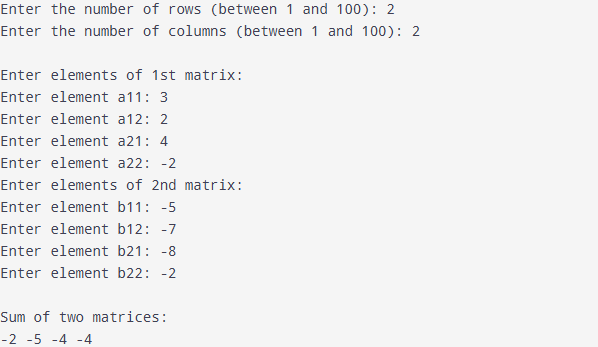 Enter the number of rows (between 1 and 100): 2
Enter the number of columns (between 1 and 100): 2
Enter elements of 1st matrix:
Enter element a11: 3
Enter element a12: 2
Enter element a21: 4
Enter element a22: -2
Enter elements of 2nd matrix:
Enter element b11: -5
Enter element b12: -7
Enter element b21: -8
Enter element b22: -2
Sum of two matrices:
-2 -5 -4 -4